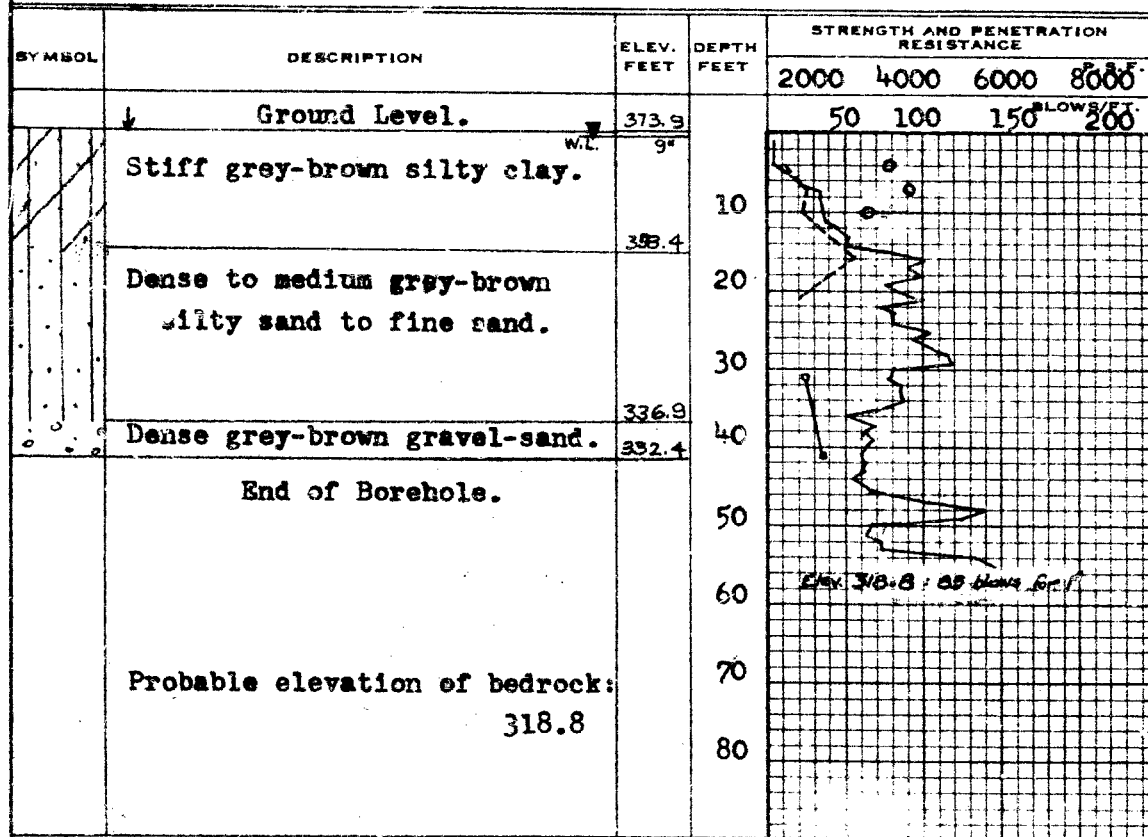 SYMBOL DESCRIPTION ELEV. FEET DEPTH FEET STRENGTH AND PENETRATION RESISTANCE
P.S.F.
2000 4000 6000 8000
BLOWS/FT.
50 100 150 200
Ground Level. 373.9
W.L. 9"
Stiff grey-brown silty clay.
10
358.4
Dense to medium grey-brown 20
silty sand to fine sand.
30
336.9
Dense grey-brown gravel-sand. 40
332.4
End of Borehole.
50
Elev. 318.8 : 85 blows for 1"
60
Probable elevation of bedrock: 70
318.8
80